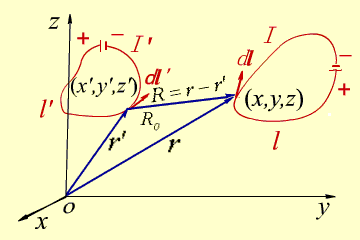 z
+ − I′
(x′,y′,z′)
dl′
l′
R = r − r′
R₀
I
dl
−
+
(x,y,z)
l
r′
r
o
x
y